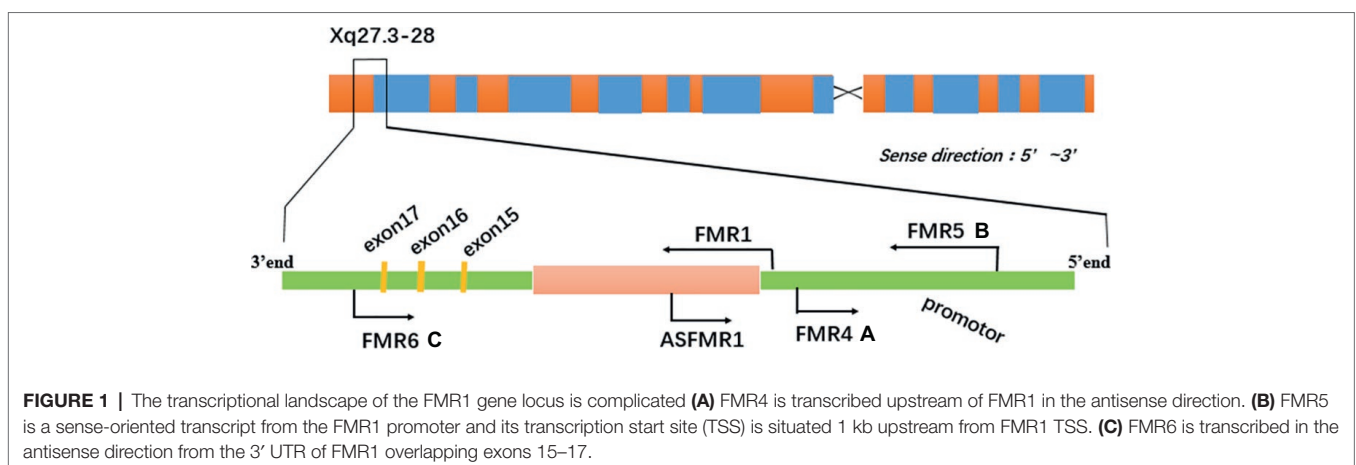 Xq27.3-28
Sense direction : 5' ~3'
exon17
exon16
exon15
FMR1
FMR5 B
3'end
5'end
promotor
FMR6 C
ASFMR1
FMR4 A
FIGURE 1 | The transcriptional landscape of the FMR1 gene locus is complicated (A) FMR4 is transcribed upstream of FMR1 in the antisense direction. (B) FMR5
is a sense-oriented transcript from the FMR1 promoter and its transcription start site (TSS) is situated 1 kb upstream from FMR1 TSS. (C) FMR6 is transcribed in the
antisense direction from the 3′ UTR of FMR1 overlapping exons 15–17.